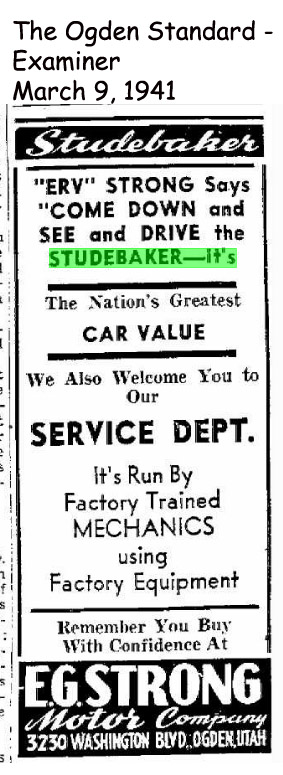 The Ogden Standard -
Examiner
March 9, 1941
Studebaker
"ERV" STRONG Says
"COME DOWN and
SEE and DRIVE the
STUDEBAKER—it's
The Nation's Greatest
CAR VALUE
We Also Welcome You to
Our
SERVICE DEPT.
It's Run By
Factory Trained
MECHANICS
using
Factory Equipment
Remember You Buy
With Confidence At
E.G. STRONG
Motor Company
3230 WASHINGTON BLVD., OGDEN, UTAH